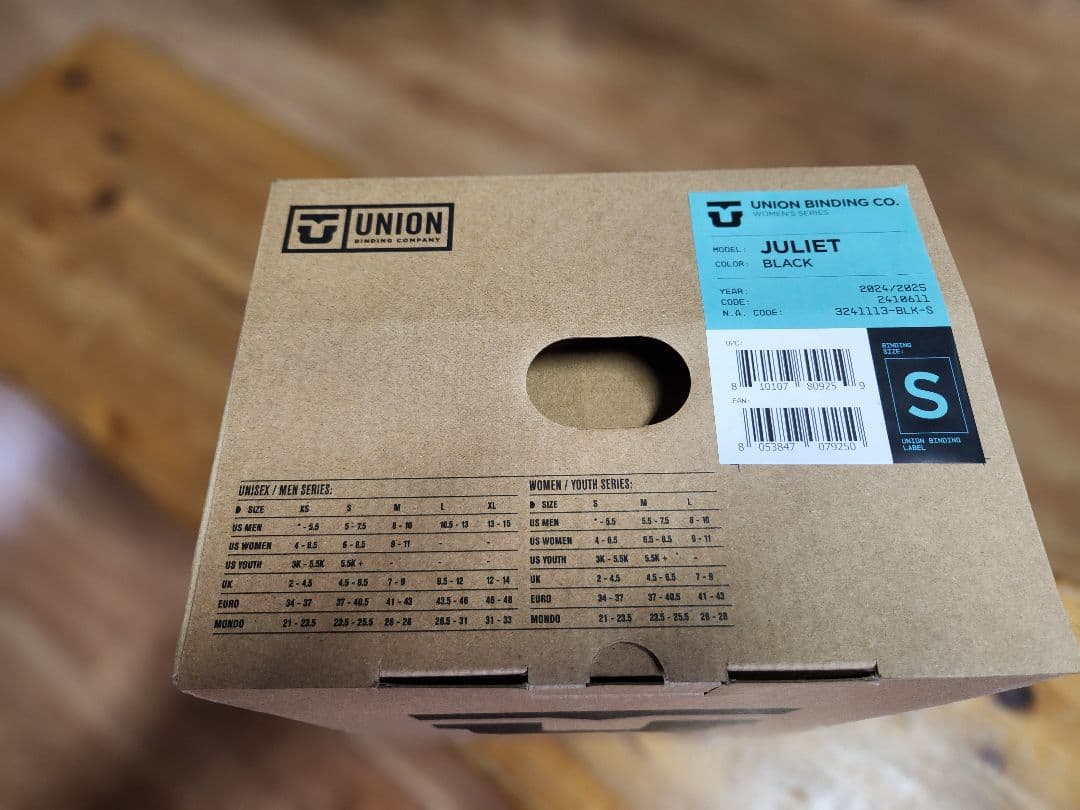 UNION
BINDING COMPANY
UNION BINDING CO.
WOMEN'S SERIES
MODEL: JULIET
COLOR: BLACK
YEAR: 2024/2025
CODE: 2410611
N.A. CODE: 3241113-BLK-S
UPC:
8 10107 80925 9
EAN:
8 053847 079250
BINDING
SIZE:
S
UNION BINDING
LABEL
UNISEX / MEN SERIES:
SIZE XS S M L XL
US MEN * - 5.5 5 - 7.5 8 - 10 10.5 - 13 13 - 15
US WOMEN 4 - 6.5 6 - 8.5 9 - 11 - -
US YOUTH 3K - 5.5K 5.5K + - - -
UK 2 - 4.5 4.5 - 6.5 7 - 9 9.5 - 12 12 - 14
EURO 34 - 37 37 - 40.5 41 - 43 43.5 - 46 46 - 48
MONDO 21 - 23.5 23.5 - 25.5 26 - 28 28.5 - 31 31 - 33
WOMEN / YOUTH SERIES:
SIZE S M L
US MEN * - 5.5 5.5 - 7.5 8 - 10
US WOMEN 4 - 6.5 6.5 - 8.5 9 - 11
US YOUTH 3K - 5.5K 5.5K + -
UK 2 - 4.5 4.5 - 6.5 7 - 9
EURO 34 - 37 37 - 40.5 41 - 43
MONDO 21 - 23.5 23.5 - 25.5 26 - 28